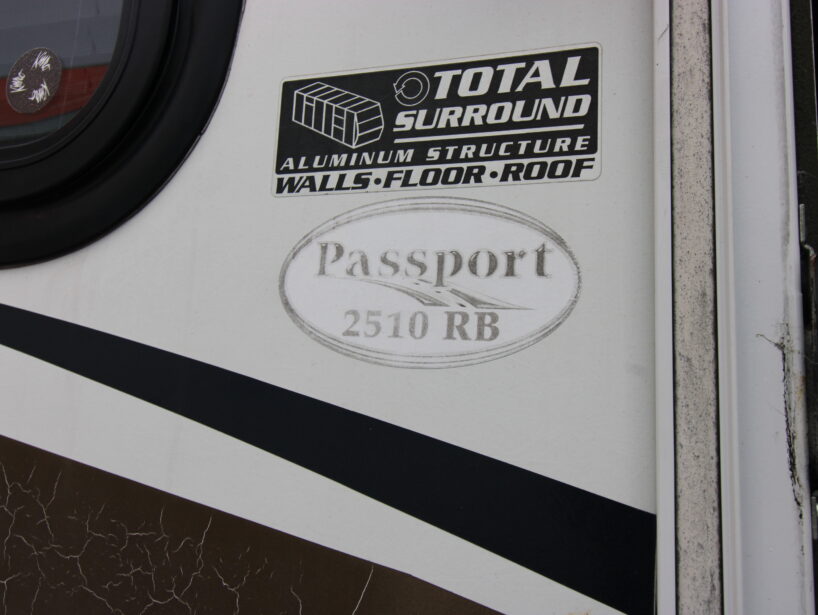 TOTAL
SURROUND
ALUMINUM STRUCTURE
WALLS•FLOOR•ROOF
Passport
2510 RB